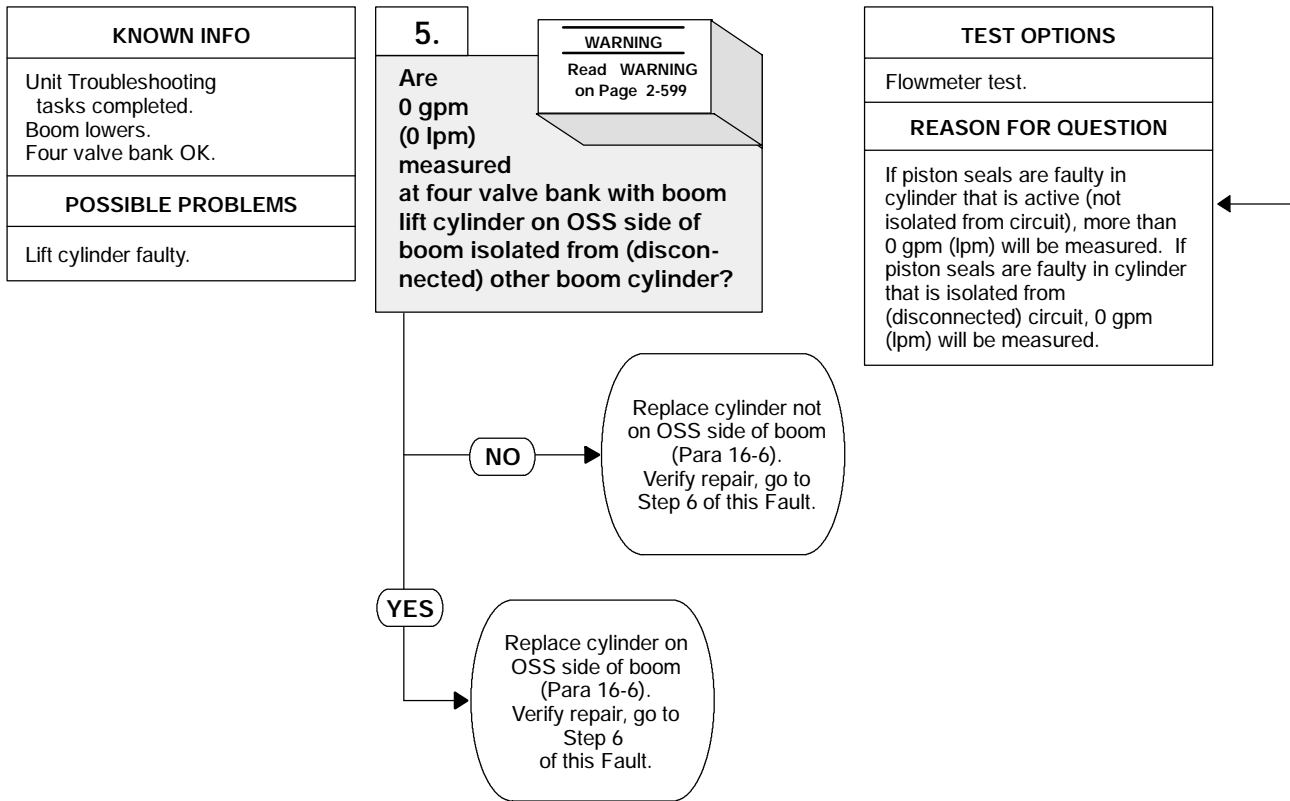 KNOWN INFO
Unit Troubleshooting
tasks completed.
Boom lowers.
Four valve bank OK.
POSSIBLE PROBLEMS
Lift cylinder faulty.
5.
WARNING
Read WARNING
on Page 2-599
Are
0 gpm
(0 lpm)
measured
at four valve bank with boom
lift cylinder on OSS side of
boom isolated from (discon-
nected) other boom cylinder?
TEST OPTIONS
Flowmeter test.
REASON FOR QUESTION
If piston seals are faulty in
cylinder that is active (not
isolated from circuit), more than
0 gpm (lpm) will be measured. If
piston seals are faulty in cylinder
that is isolated from
(disconnected) circuit, 0 gpm
(lpm) will be measured.
NO
Replace cylinder not
on OSS side of boom
(Para 16-6).
Verify repair, go to
Step 6 of this Fault.
YES
Replace cylinder on
OSS side of boom
(Para 16-6).
Verify repair, go to
Step 6
of this Fault.